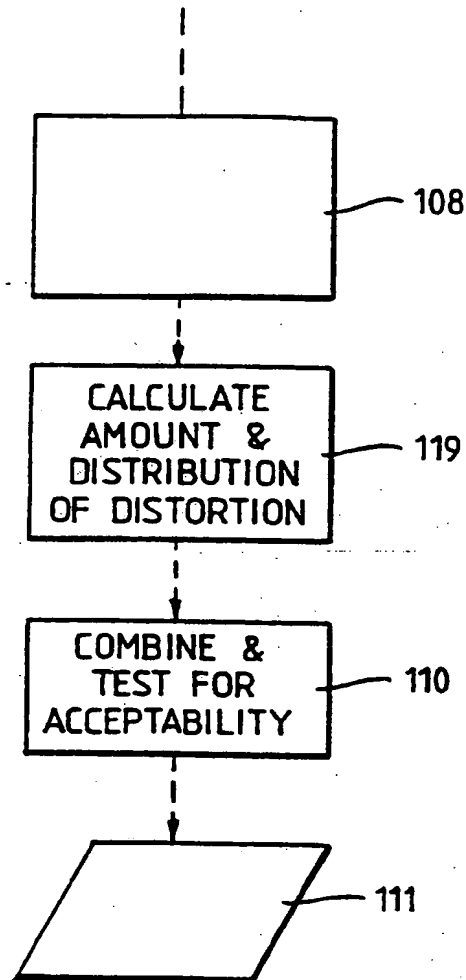 108
CALCULATE
AMOUNT &
DISTRIBUTION
OF DISTORTION
119
COMBINE &
TEST FOR
ACCEPTABILITY
110
111